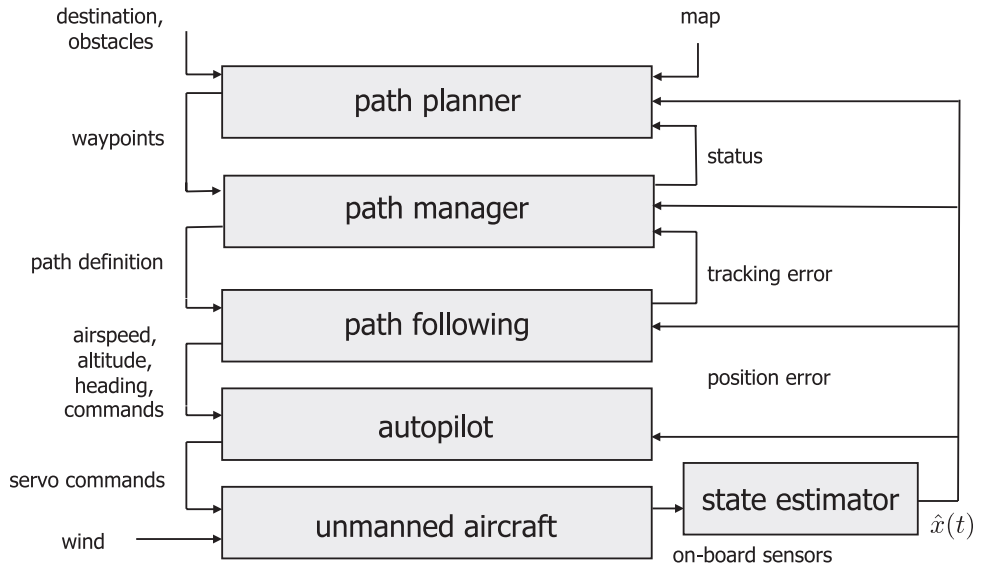 destination,
obstacles
map
path planner
waypoints
status
path manager
path definition
tracking error
path following
airspeed,
altitude,
heading,
commands
position error
autopilot
servo commands
state estimator
unmanned aircraft
x̂(t)
wind
on-board sensors